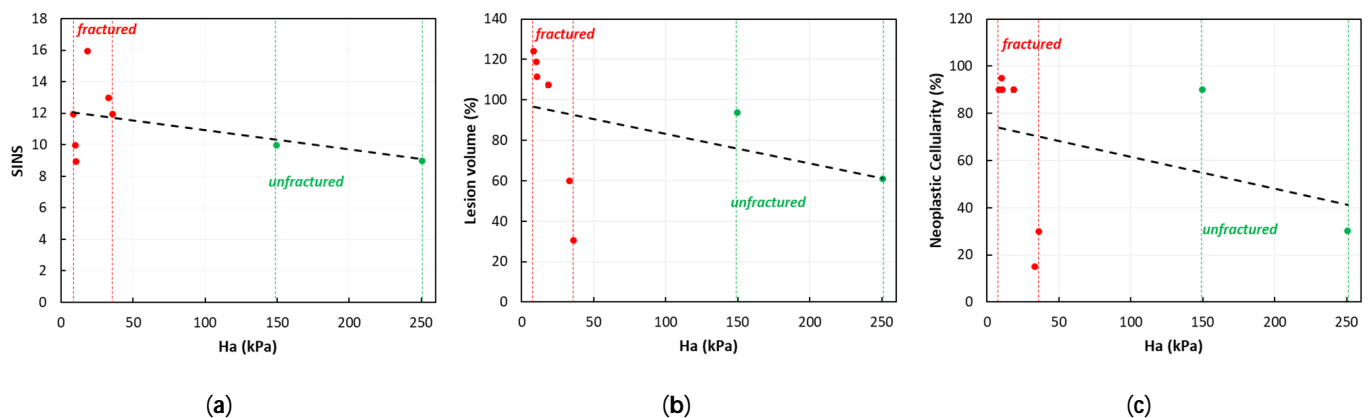 18
16
14
12
10
8
6
4
2
0
SINS
fractured
unfractured
0 50 100 150 200 250
Ha (kPa)
(a)
140
120
100
80
60
40
20
0
Lesion volume (%)
fractured
unfractured
0 50 100 150 200 250
Ha (kPa)
(b)
120
100
80
60
40
20
0
Neoplastic Cellularity (%)
fractured
unfractured
0 50 100 150 200 250
Ha (kPa)
(c)